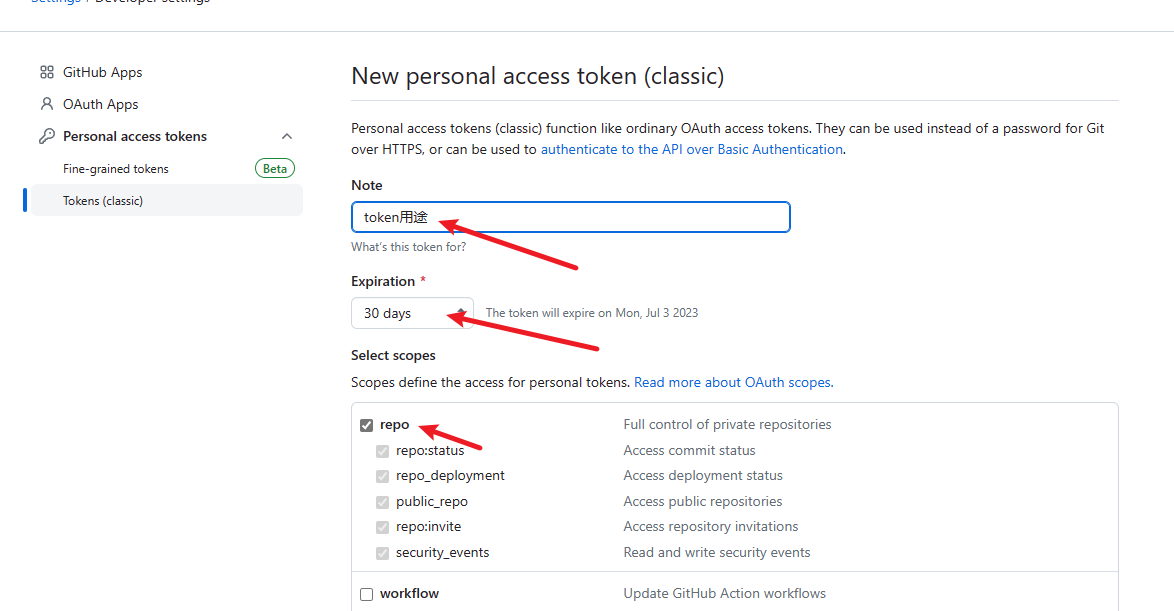 Settings / Developer settings
GitHub Apps
OAuth Apps
Personal access tokens
Fine-grained tokens Beta
Tokens (classic)
New personal access token (classic)
Personal access tokens (classic) function like ordinary OAuth access tokens. They can be used instead of a password for Git
over HTTPS, or can be used to authenticate to the API over Basic Authentication.
Note
token用途
What's this token for?
Expiration *
30 days The token will expire on Mon, Jul 3 2023
Select scopes
Scopes define the access for personal tokens. Read more about OAuth scopes.
repo Full control of private repositories
repo:status Access commit status
repo_deployment Access deployment status
public_repo Access public repositories
repo:invite Access repository invitations
security_events Read and write security events
workflow Update GitHub Action workflows